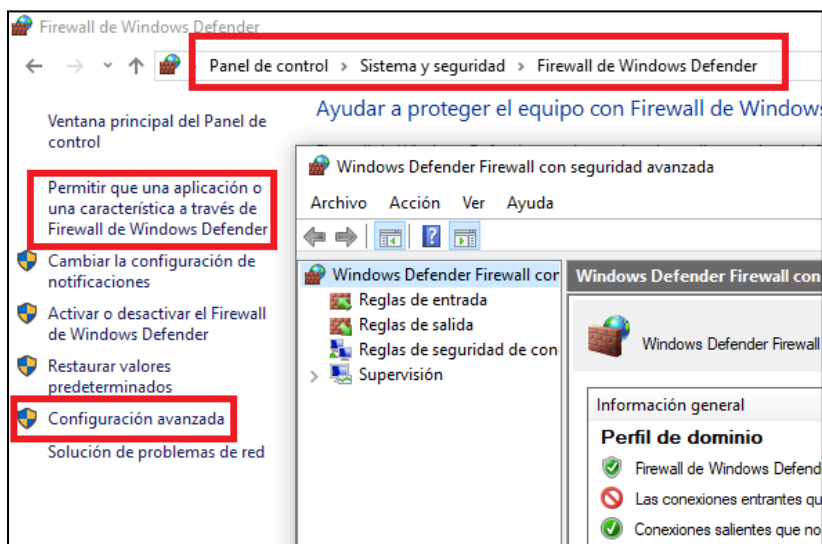 Firewall de Windows Defender
Panel de control > Sistema y seguridad > Firewall de Windows Defender
Ventana principal del Panel de
control
Permitir que una aplicación o
una característica a través de
Firewall de Windows Defender
Cambiar la configuración de
notificaciones
Activar o desactivar el Firewall
de Windows Defender
Restaurar valores
predeterminados
Configuración avanzada
Solución de problemas de red
Ayudar a proteger el equipo con Firewall de Windows
Windows Defender Firewall con seguridad avanzada
Archivo Acción Ver Ayuda
Windows Defender Firewall con
Reglas de entrada
Reglas de salida
Reglas de seguridad de con
Supervisión
Windows Defender Firewall con
Windows Defender Firewall
Información general
Perfil de dominio
Firewall de Windows Defend
Las conexiones entrantes qu
Conexiones salientes que no